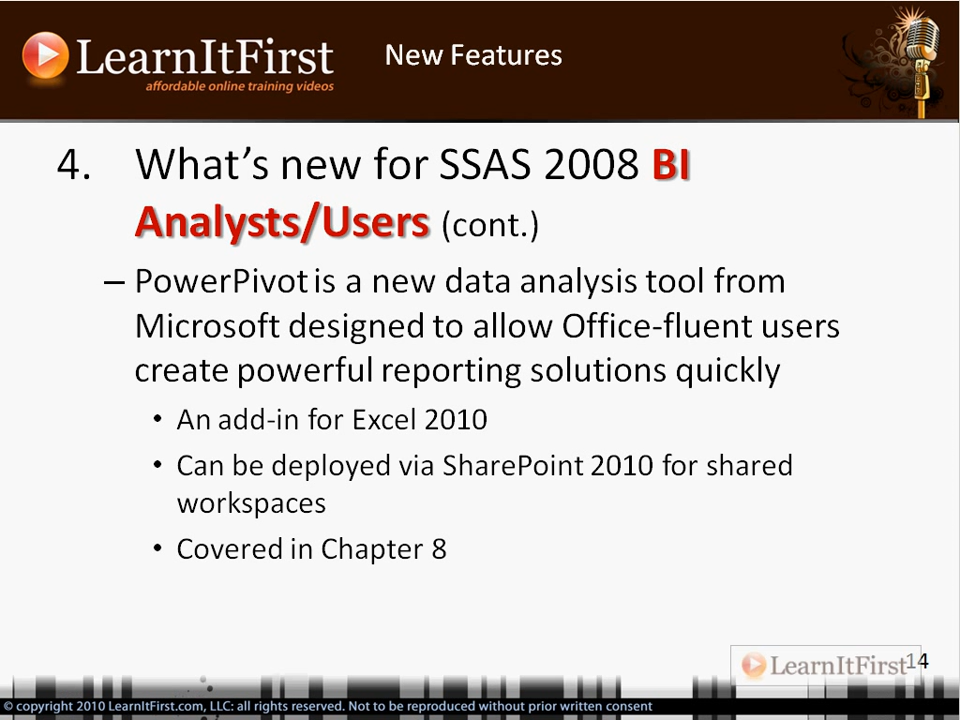 LearnItFirst
affordable online training videos
New Features
4. What's new for SSAS 2008 BI
Analysts/Users (cont.)
– PowerPivot is a new data analysis tool from
Microsoft designed to allow Office-fluent users
create powerful reporting solutions quickly
• An add-in for Excel 2010
• Can be deployed via SharePoint 2010 for shared
workspaces
• Covered in Chapter 8
LearnItFirst
14
© copyright 2010 LearnItFirst.com, LLC: all rights reserved. Not to be reproduced without prior written consent